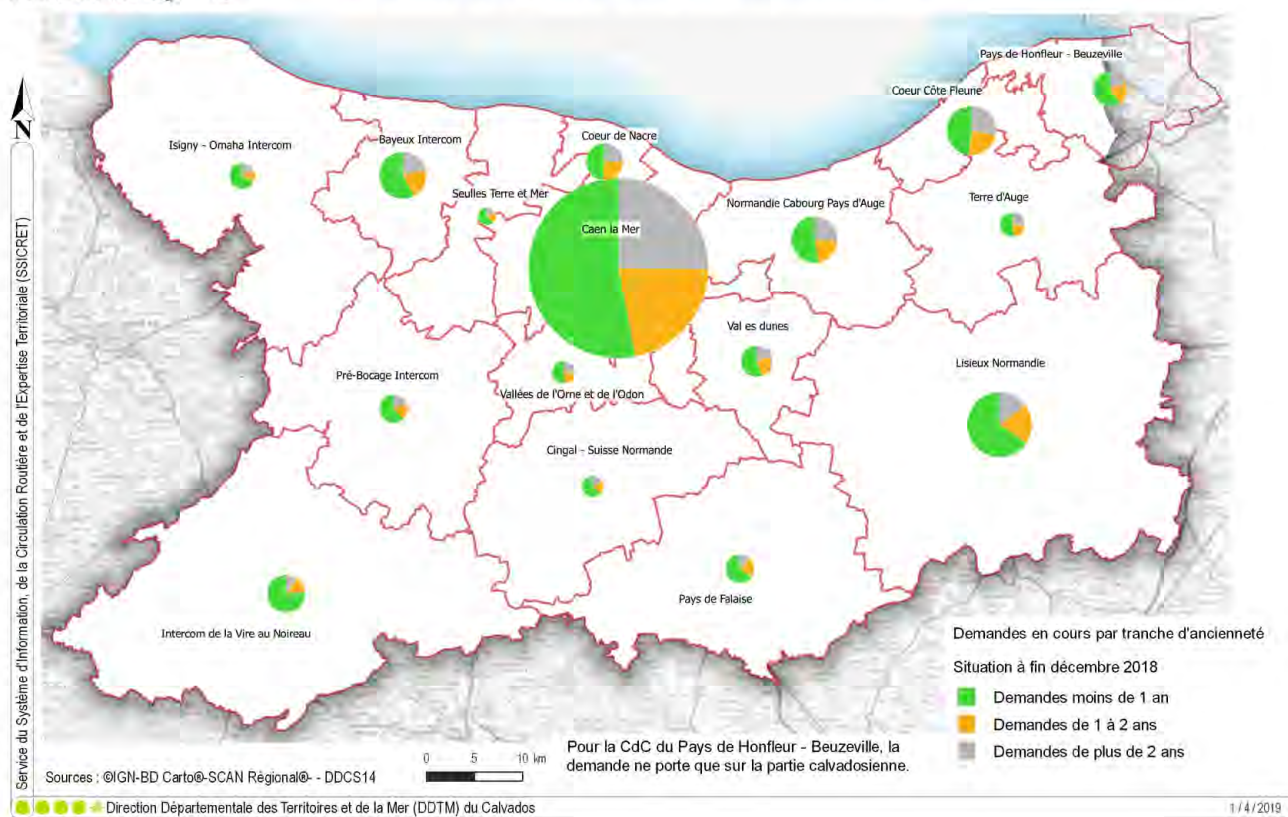 Pays de Honfleur - Beuzeville
Coeur Côte Fleurie
Coeur de Nacre
Bayeux Intercom
Isigny - Omaha Intercom
Seulles Terre et Mer
Normandie Cabourg Pays d'Auge
Terre d'Auge
Caen la Mer
Val es dunes
Lisieux Normandie
Pré-Bocage Intercom
Vallées de l'Orne et de l'Odon
Cingal - Suisse Normande
Pays de Falaise
Intercom de la Vire au Noireau
Demandes en cours par tranche d'ancienneté
Situation à fin décembre 2018
Demandes moins de 1 an
Demandes de 1 à 2 ans
Demandes de plus de 2 ans
Pour la CdC du Pays de Honfleur - Beuzeville, la
demande ne porte que sur la partie calvadosienne.
0 5 10 km
Sources : ©IGN-BD Carto®-SCAN Régional®- - DDCS14
N
Service du Système d'Information, de la Circulation Routière et de l'Expertise Territoriale (SSICRET)
Direction Départementale des Territoires et de la Mer (DDTM) du Calvados
1/4/2019